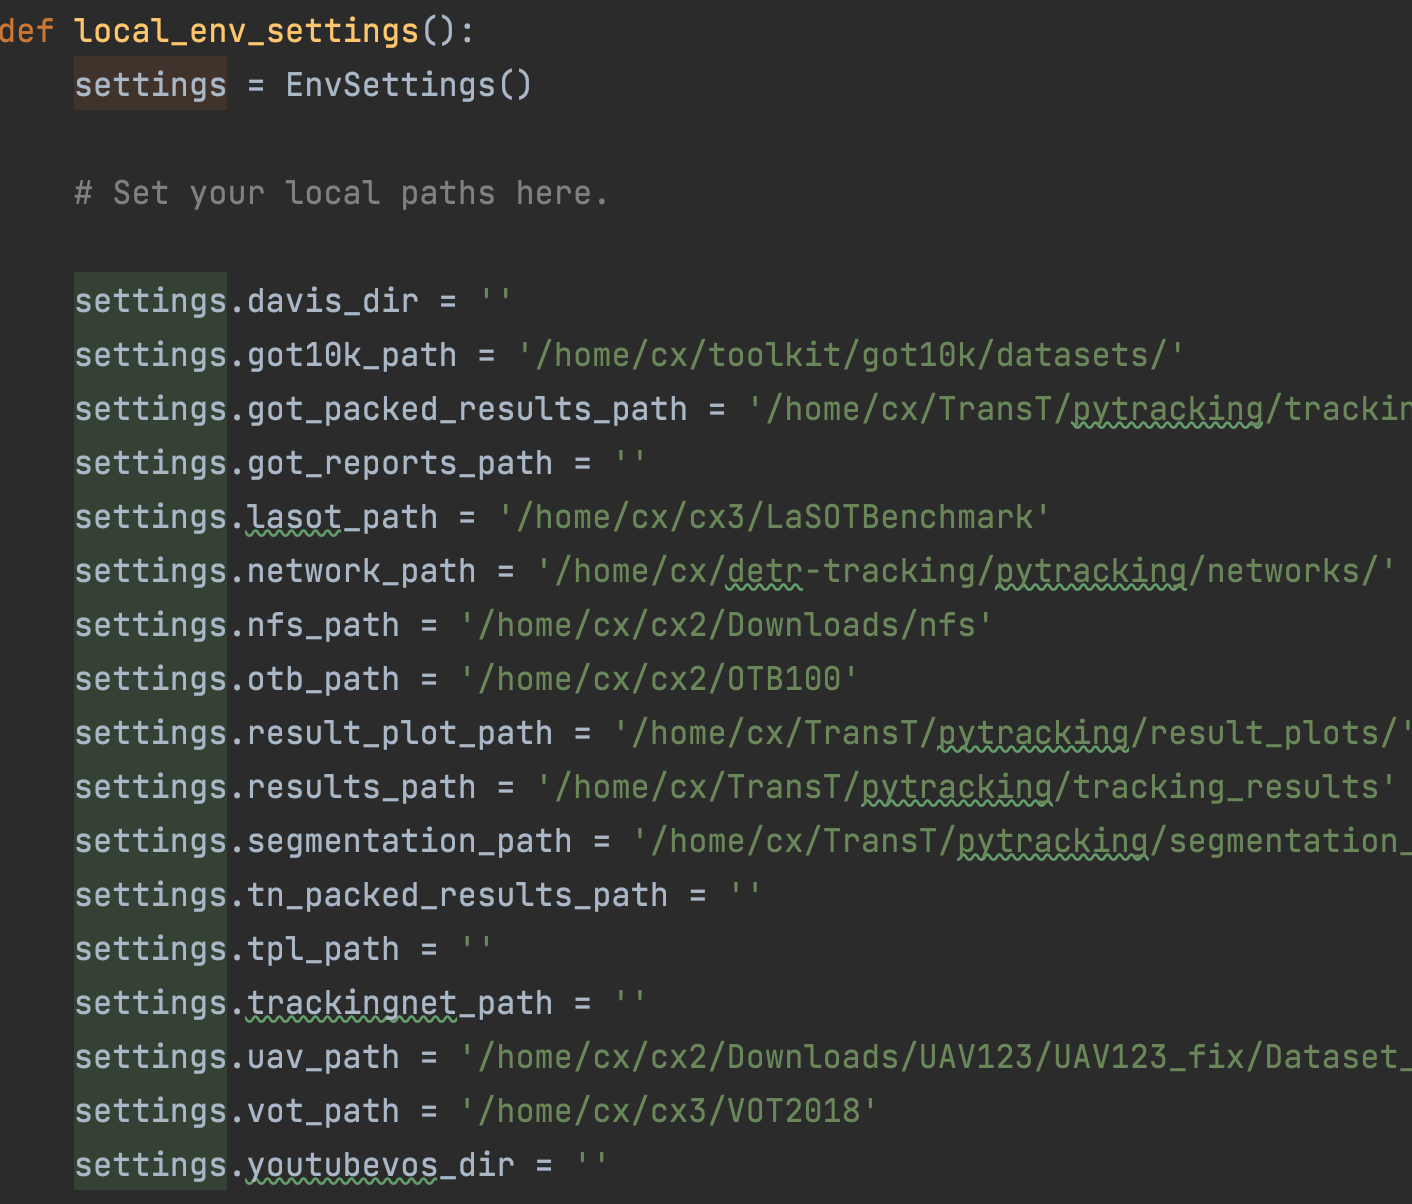 def local_env_settings():
settings = EnvSettings()
# Set your local paths here.
settings.davis_dir = ''
settings.got10k_path = '/home/cx/toolkit/got10k/datasets/'
settings.got_packed_results_path = '/home/cx/TransT/pytracking/trackin
settings.got_reports_path = ''
settings.lasot_path = '/home/cx/cx3/LaSOTBenchmark'
settings.network_path = '/home/cx/detr-tracking/pytracking/networks/'
settings.nfs_path = '/home/cx/cx2/Downloads/nfs'
settings.otb_path = '/home/cx/cx2/OTB100'
settings.result_plot_path = '/home/cx/TransT/pytracking/result_plots/'
settings.results_path = '/home/cx/TransT/pytracking/tracking_results'
settings.segmentation_path = '/home/cx/TransT/pytracking/segmentation_
settings.tn_packed_results_path = ''
settings.tpl_path = ''
settings.trackingnet_path = ''
settings.uav_path = '/home/cx/cx2/Downloads/UAV123/UAV123_fix/Dataset_
settings.vot_path = '/home/cx/cx3/VOT2018'
settings.youtubevos_dir = ''